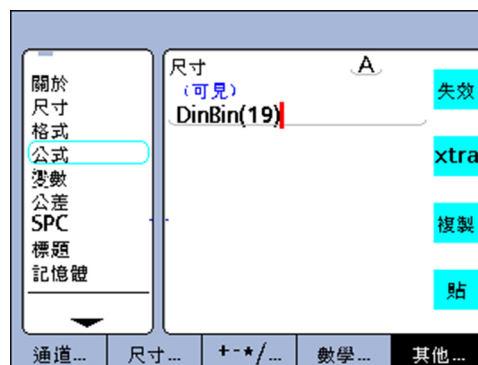 關於
尺寸
格式
公式
變數
公差
SPC
標題
記憶體
尺寸
A
(可見)
DinBin(19)
失效
xtra
複製
貼
通道...
尺寸...
+-*/...
數學...
其他...